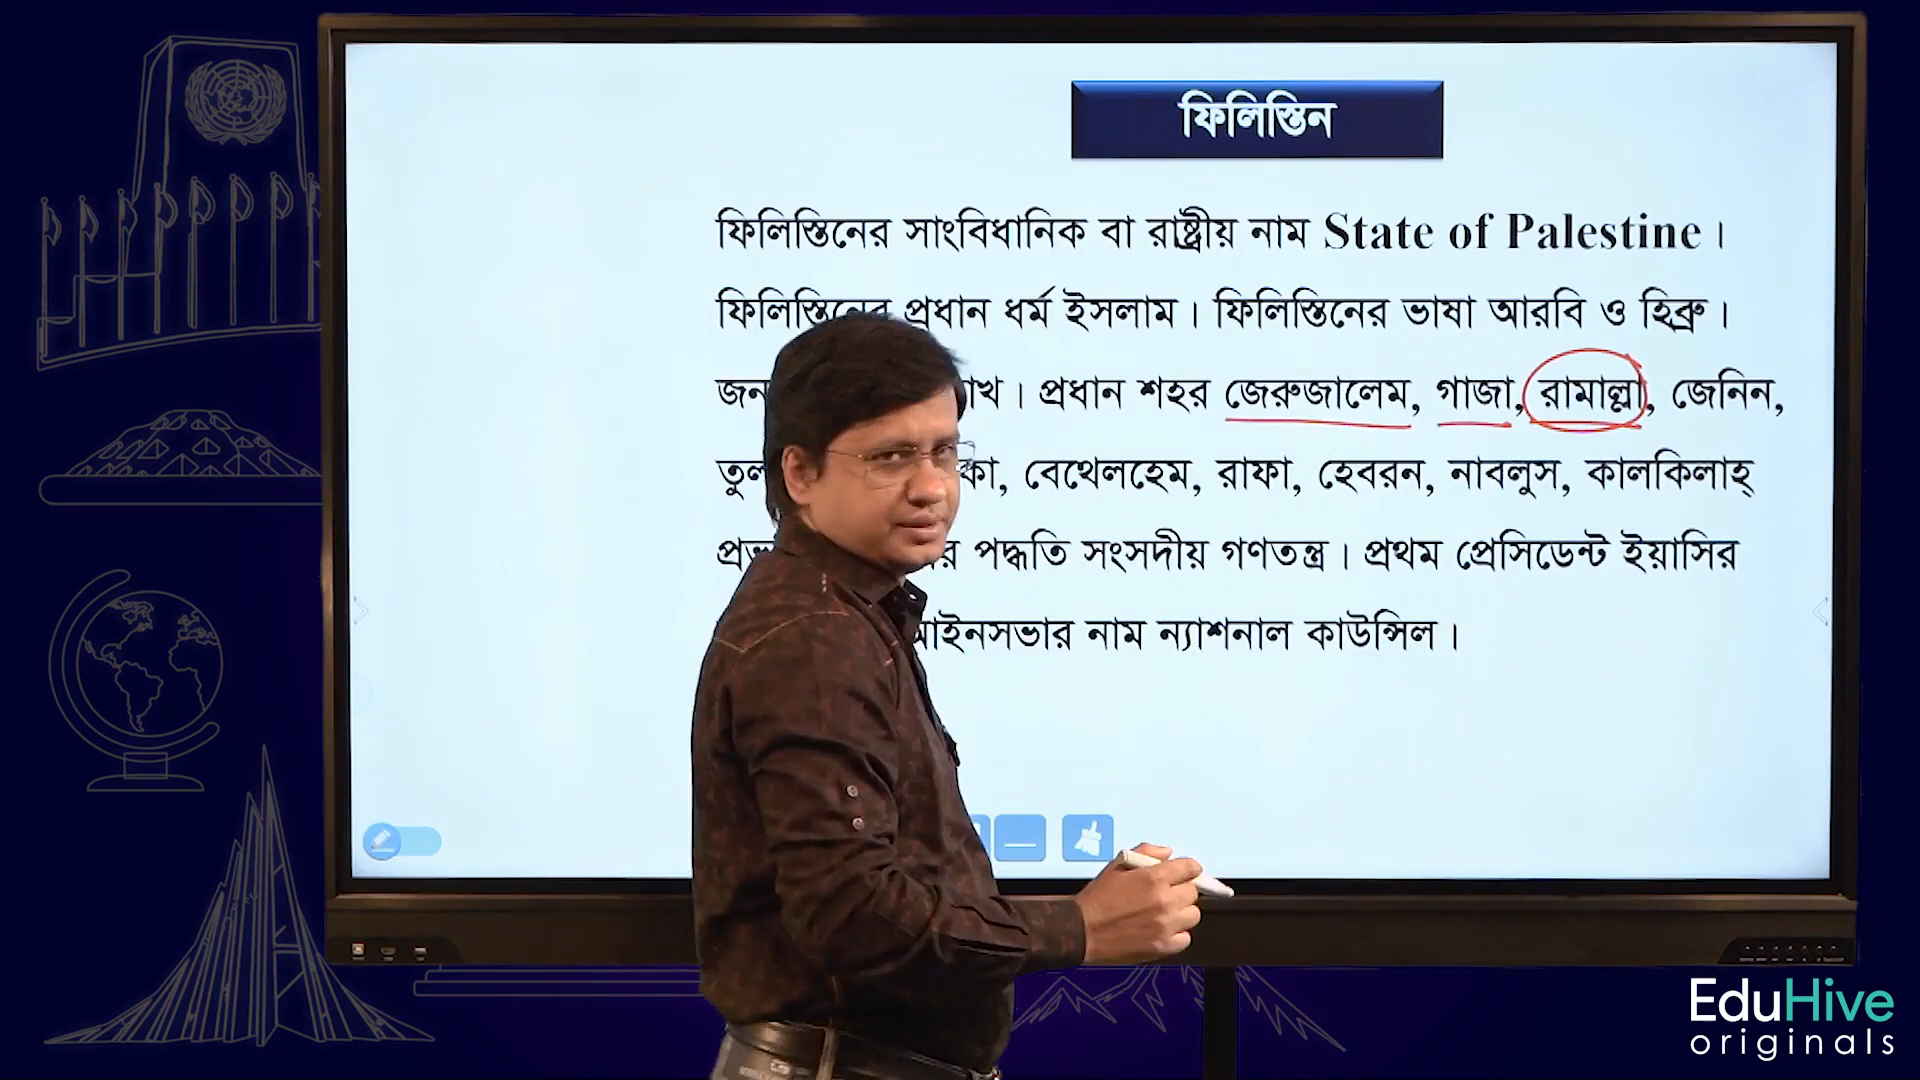 ফিলিস্তিন
ফিলিস্তিনের সাংবিধানিক বা রাষ্ট্রীয় নাম State of Palestine।
ফিলিস্তিনের প্রধান ধর্ম ইসলাম। ফিলিস্তিনের ভাষা আরবি ও হিব্রু।
প্রধান শহর জেরুজালেম, গাজা, রামাল্লা, জেনিন,
বেথেলহেম, রাফা, হেবরন, নাবলুস, কালকিলাহ্
পদ্ধতি সংসদীয় গণতন্ত্র। প্রথম প্রেসিডেন্ট ইয়াসির
আইনসভার নাম ন্যাশনাল কাউন্সিল।
EduHive
originals